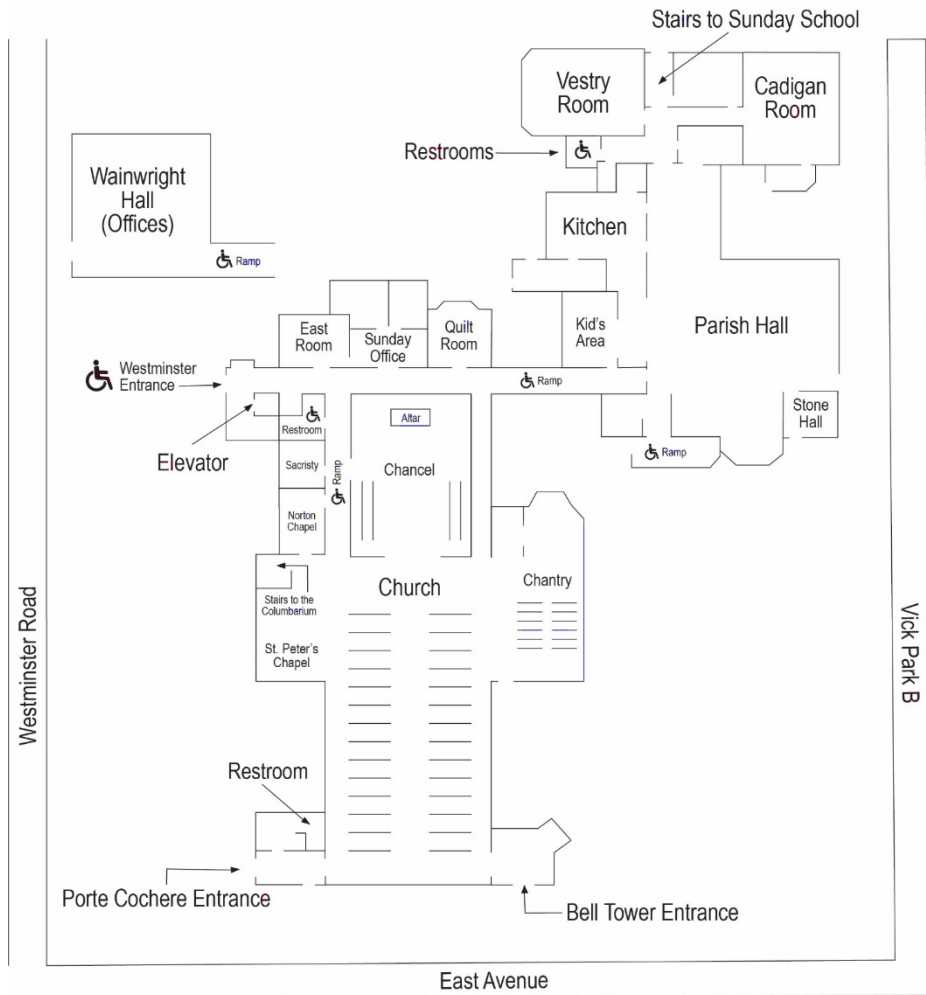 Stairs to Sunday School
Vestry
Room
Cadigan
Room
Restrooms
Wainwright
Hall
(Offices)
Ramp
Kitchen
East
Room
Sunday
Office
Quilt
Room
Kid's
Area
Parish Hall
Westminster
Entrance
Ramp
Stone
Hall
Elevator
Restroom
Altar
Ramp
Sacristy
Ramp
Chancel
Norton
Chapel
Church
Chantry
Stairs to the
Columbarium
St. Peter's
Chapel
Westminster Road
Vick Park B
Restroom
Porte Cochere Entrance
Bell Tower Entrance
East Avenue